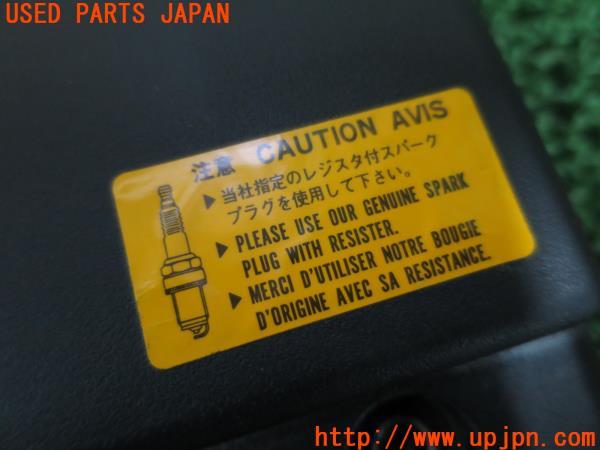 USED PARTS JAPAN
注意 CAUTION AVIS
▶当社指定のレジスタ付スパーク
プラグを使用して下さい。
▶PLEASE USE OUR GENUINE SPARK
PLUG WITH RESISTER.
▶MERCI D'UTILISER NOTRE BOUGIE
D'ORIGINE AVEC SA RESISTANCE.
http://www.upjpn.com/